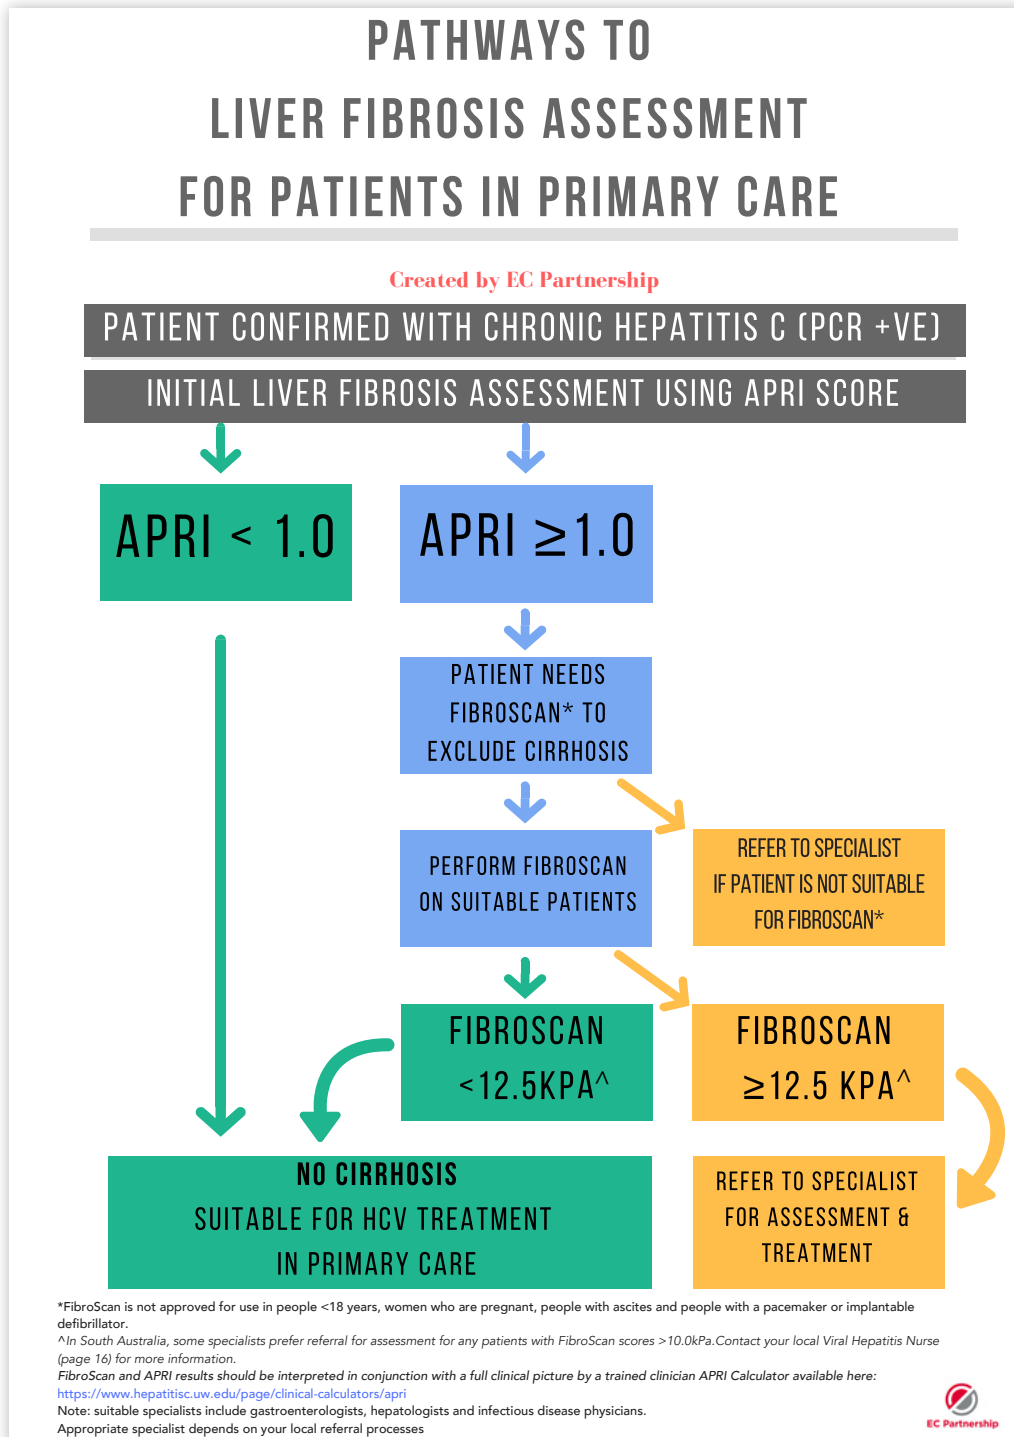 PATHWAYS TO
LIVER FIBROSIS ASSESSMENT
FOR PATIENTS IN PRIMARY CARE
Created by EC Partnership
PATIENT CONFIRMED WITH CHRONIC HEPATITIS C (PCR +VE)
INITIAL LIVER FIBROSIS ASSESSMENT USING APRI SCORE
APRI < 1.0
APRI ≥1.0
PATIENT NEEDS
FIBROSCAN* TO
EXCLUDE CIRRHOSIS
PERFORM FIBROSCAN
ON SUITABLE PATIENTS
REFER TO SPECIALIST
IF PATIENT IS NOT SUITABLE
FOR FIBROSCAN*
FIBROSCAN
<12.5KPA^
FIBROSCAN
≥12.5 KPA^
NO CIRRHOSIS
SUITABLE FOR HCV TREATMENT
IN PRIMARY CARE
REFER TO SPECIALIST
FOR ASSESSMENT &
TREATMENT
*FibroScan is not approved for use in people <18 years, women who are pregnant, people with ascites and people with a pacemaker or implantable
defibrillator.
^In South Australia, some specialists prefer referral for assessment for any patients with FibroScan scores >10.0kPa.Contact your local Viral Hepatitis Nurse
(page 16) for more information.
FibroScan and APRI results should be interpreted in conjunction with a full clinical picture by a trained clinician APRI Calculator available here:
https://www.hepatitisc.uw.edu/page/clinical-calculators/apri
Note: suitable specialists include gastroenterologists, hepatologists and infectious disease physicians.
Appropriate specialist depends on your local referral processes
EC Partnership